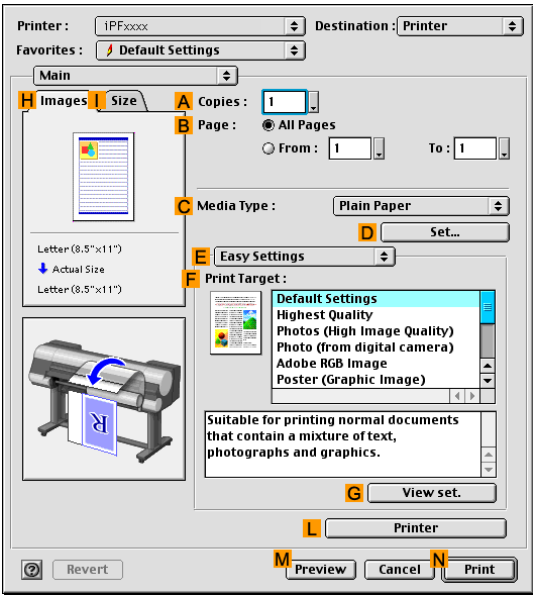 Printer : iPFxxxx Destination : Printer
Favorites : Default Settings
Main
H Images I Size
A Copies : 1
B Page : All Pages
From : 1 To : 1
C Media Type : Plain Paper
D Set...
Letter (8.5"x11")
Actual Size
Letter (8.5"x11")
E Easy Settings
F Print Target :
Default Settings
Highest Quality
Photos (High Image Quality)
Photo (from digital camera)
Adobe RGB Image
Poster (Graphic Image)
R
Suitable for printing normal documents
that contain a mixture of text,
photographs and graphics.
G View set.
L Printer
? Revert M Preview Cancel N Print